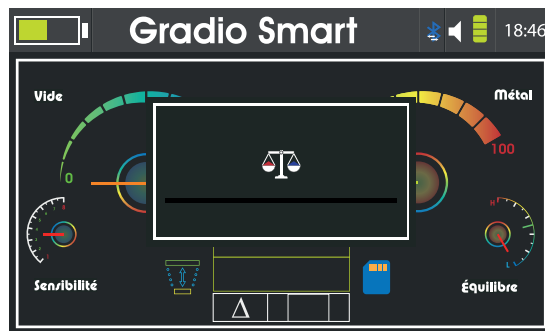 Gradio Smart
18:46
Vide
Métal
0
100
Sensibilité
Équilibre
Δ